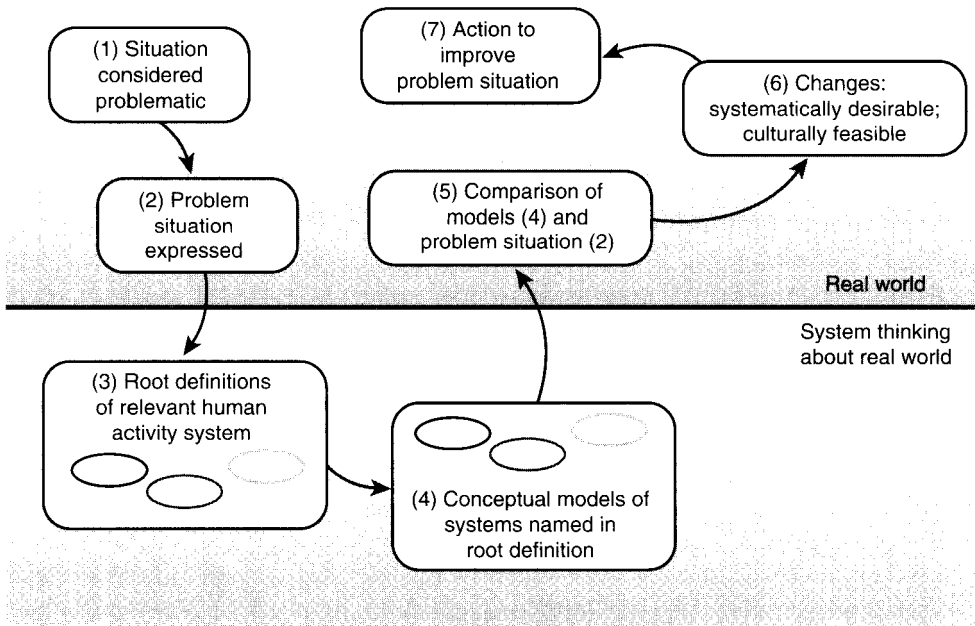 (1) Situation
considered
problematic
(2) Problem
situation
expressed
(3) Root definitions
of relevant human
activity system
(4) Conceptual models of
systems named in
root definition
(5) Comparison of
models (4) and
problem situation (2)
(6) Changes:
systematically desirable;
culturally feasible
(7) Action to
improve
problem situation
Real world
System thinking
about real world